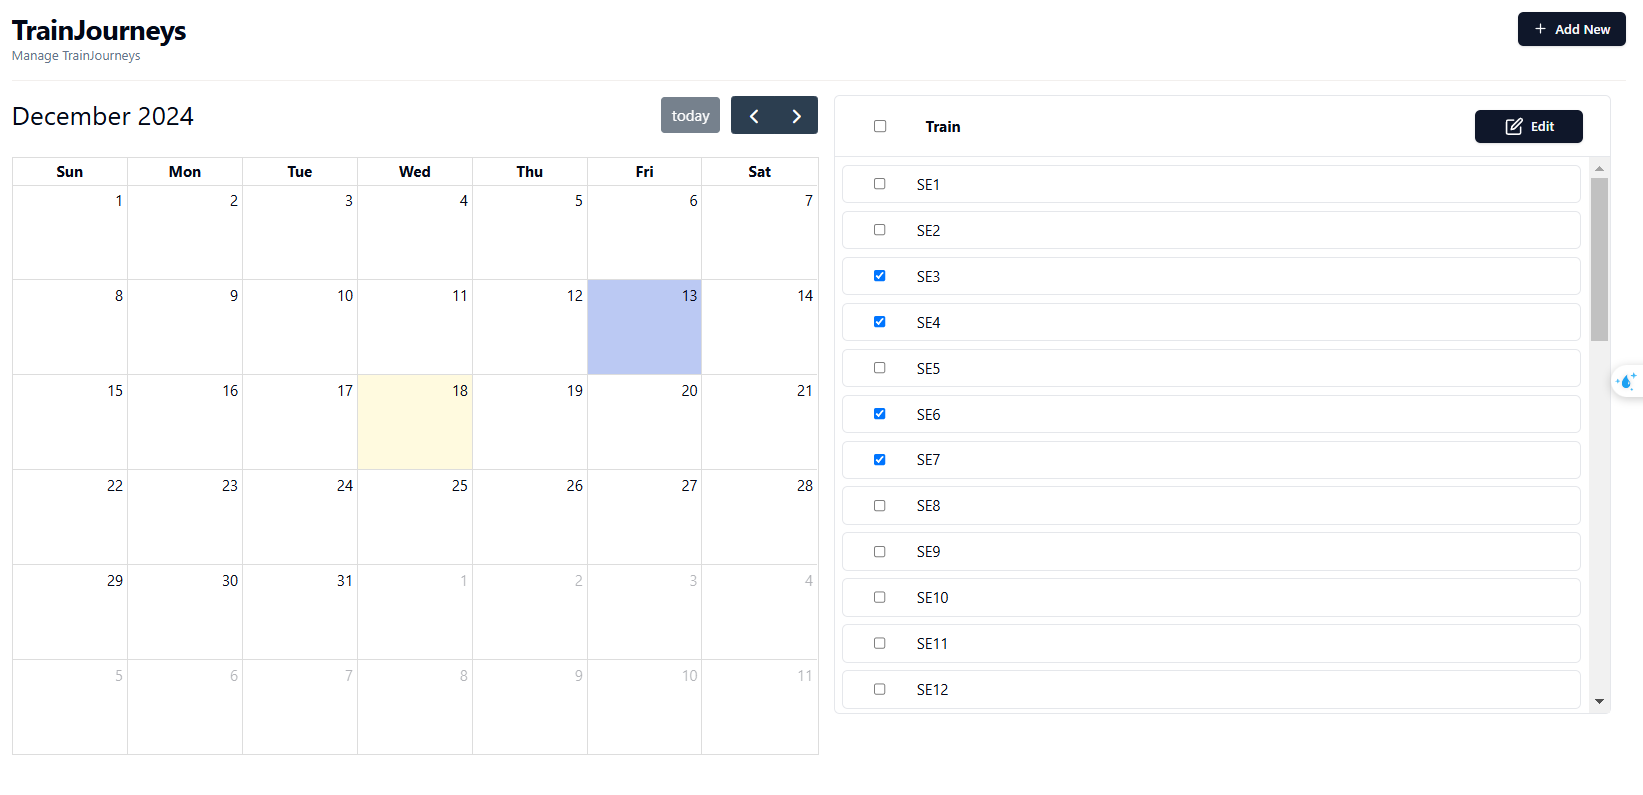 TrainJourneys
Manage TrainJourneys
Add New
December 2024
today
Sun Mon Tue Wed Thu Fri Sat
1 2 3 4 5 6 7
8 9 10 11 12 13 14
15 16 17 18 19 20 21
22 23 24 25 26 27 28
29 30 31 1 2 3 4
5 6 7 8 9 10 11
Train
Edit
SE1
SE2
SE3
SE4
SE5
SE6
SE7
SE8
SE9
SE10
SE11
SE12